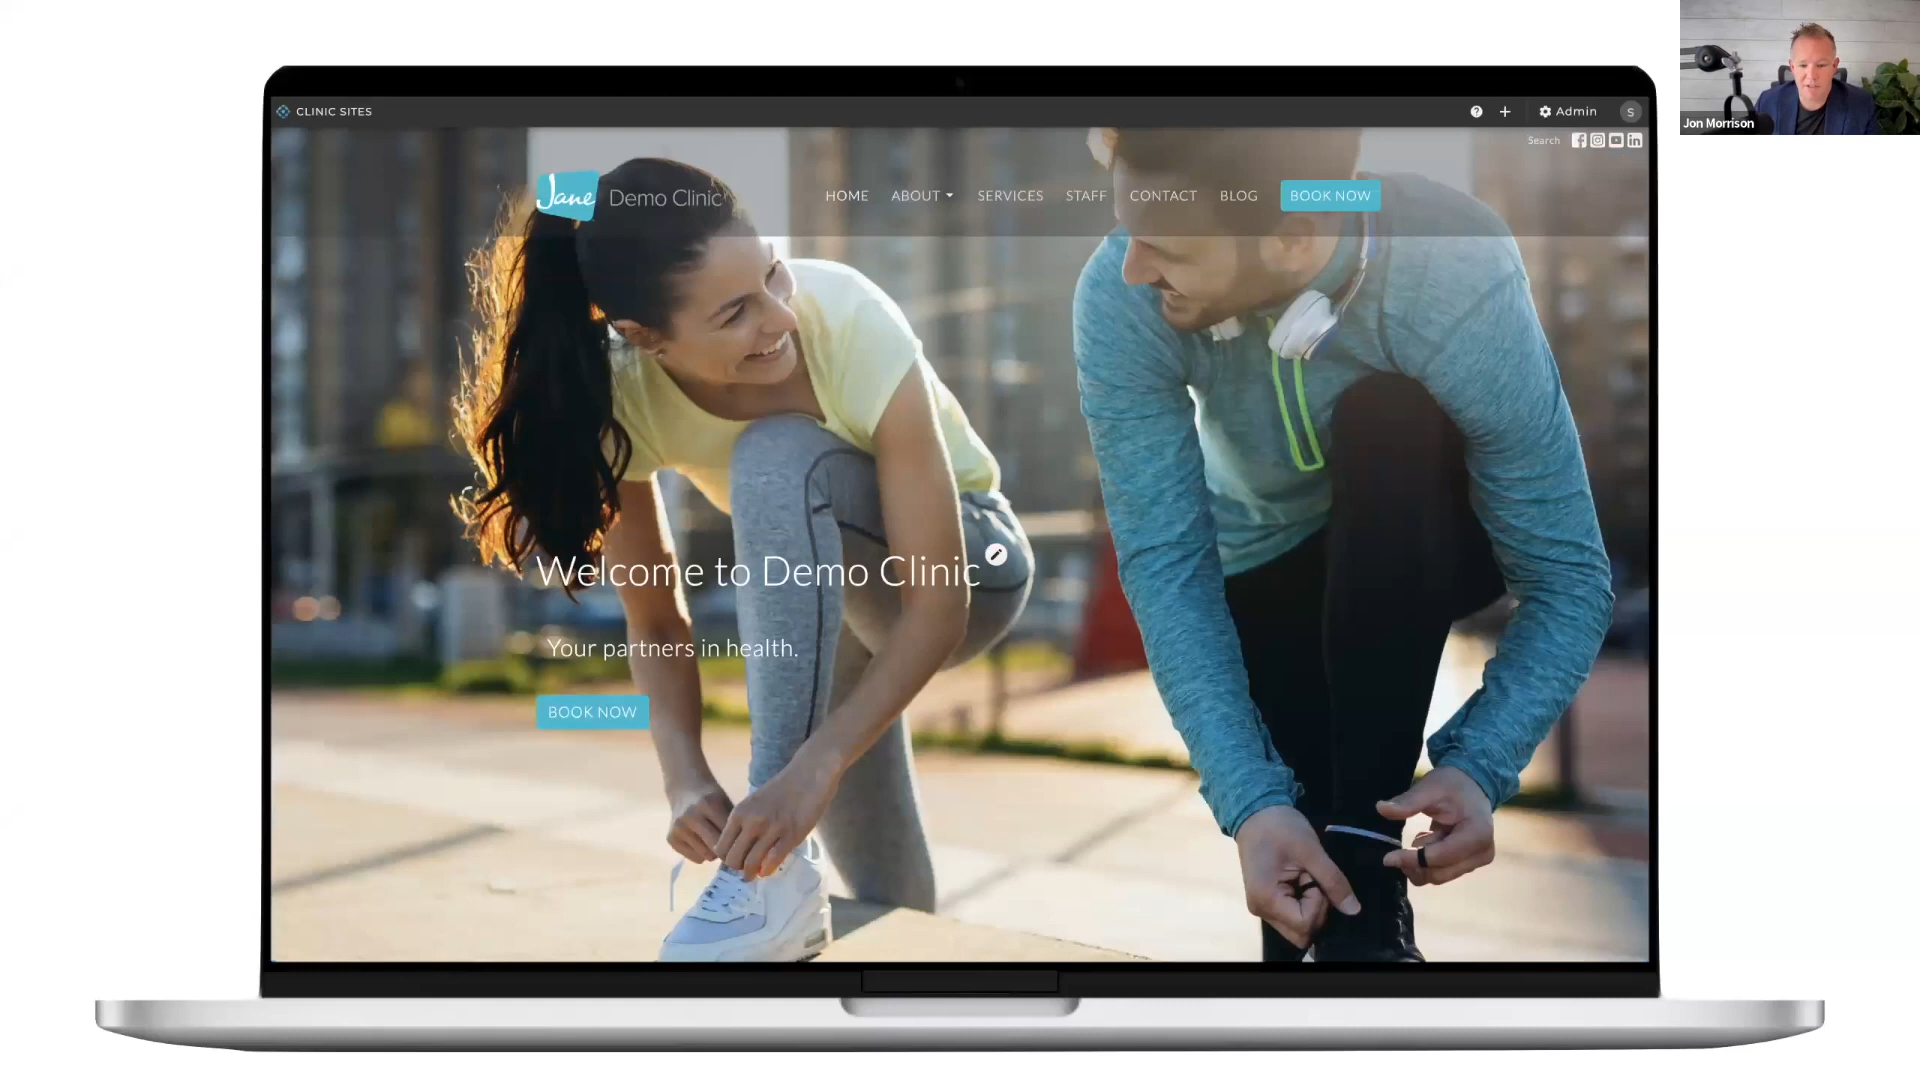 CLINIC SITES
Admin
S
Jon Morrison
Search
Jane Demo Clinic
HOME ABOUT SERVICES STAFF CONTACT BLOG BOOK NOW
Welcome to Demo Clinic
Your partners in health.
BOOK NOW